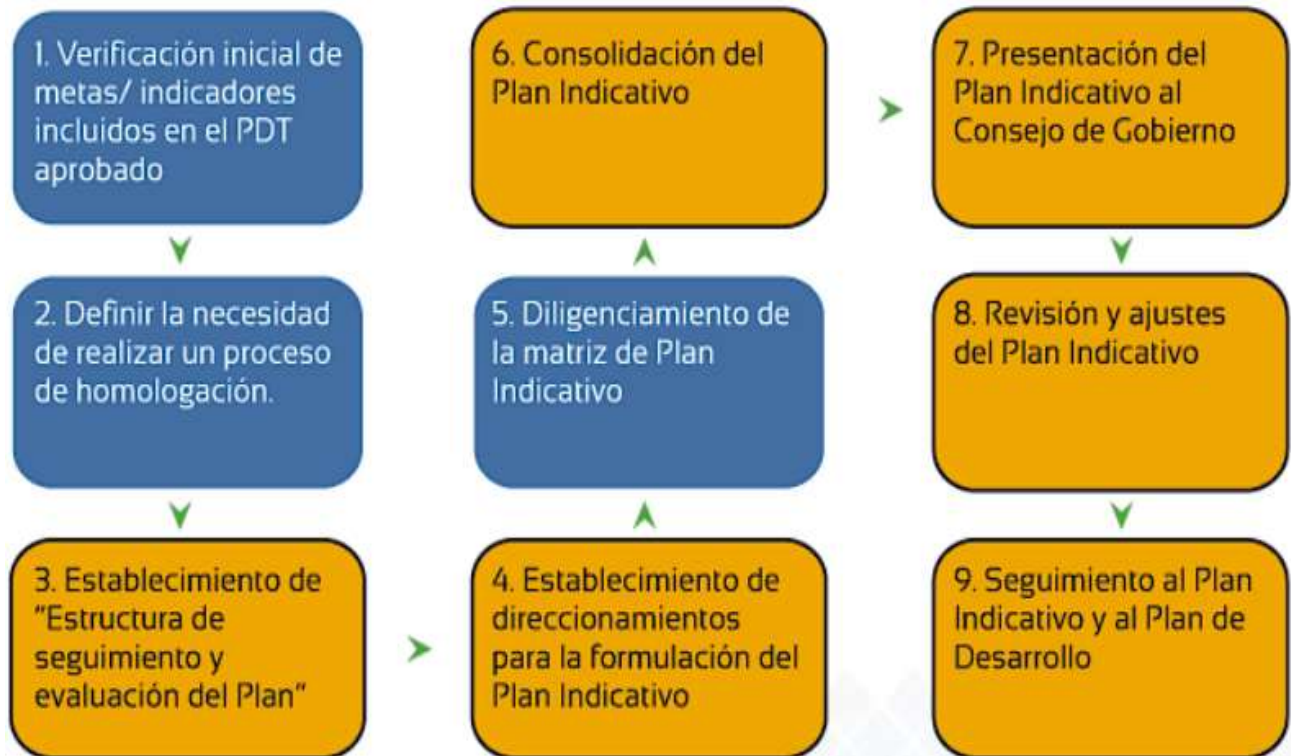 1. Verificación inicial de
metas/ indicadores
incluidos en el PDT
aprobado
2. Definir la necesidad
de realizar un proceso
de homologación.
3. Establecimiento de
"Estructura de
seguimiento y
evaluación del Plan"
4. Establecimiento de
direccionamientos
para la formulación del
Plan Indicativo
5. Diligenciamiento de
la matriz de Plan
Indicativo
6. Consolidación del
Plan Indicativo
7. Presentación del
Plan Indicativo al
Consejo de Gobierno
8. Revisión y ajustes
del Plan Indicativo
9. Seguimiento al Plan
Indicativo y al Plan de
Desarrollo